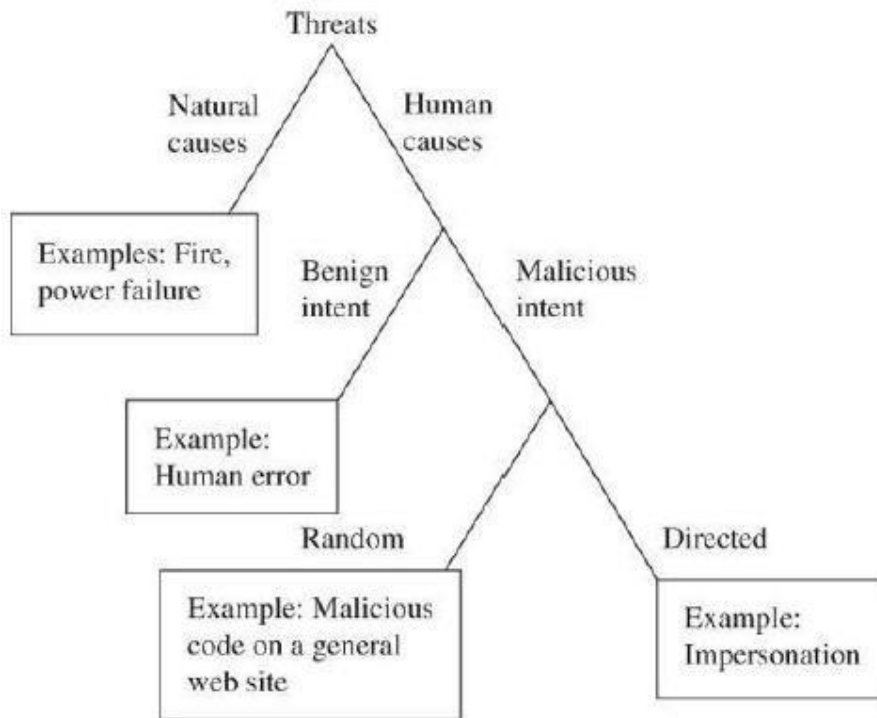 Threats
Natural
causes
Human
causes
Examples: Fire,
power failure
Benign
intent
Malicious
intent
Example:
Human error
Random
Directed
Example: Malicious
code on a general
web site
Example:
Impersonation